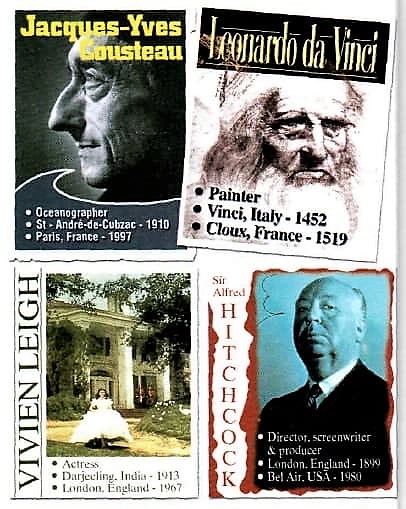 Jacques-Yves
Cousteau
• Oceanographer
• St - André-de-Cubzac - 1910
• Paris, France - 1997
Leonardo da Vinci
• Painter
• Vinci, Italy - 1452
• Cloux, France - 1519
VIVIEN LEIGH
• Actress
• Darjeeling, India - 1913
• London, England - 1967
Sir
Alfred
HITCHCOCK
• Director, screenwriter
& producer
• London, England - 1899
• Bel Air, USA - 1980